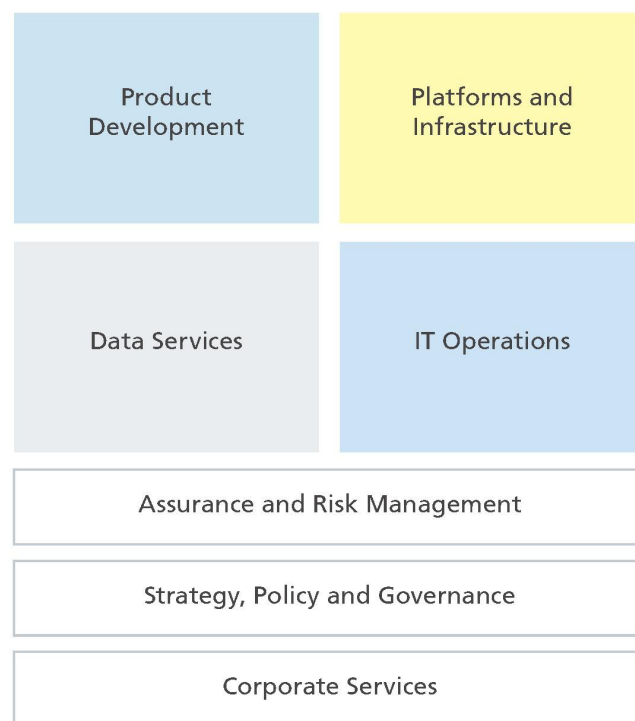 Product
Development
Platforms and
Infrastructure
Data Services
IT Operations
Assurance and Risk Management
Strategy, Policy and Governance
Corporate Services